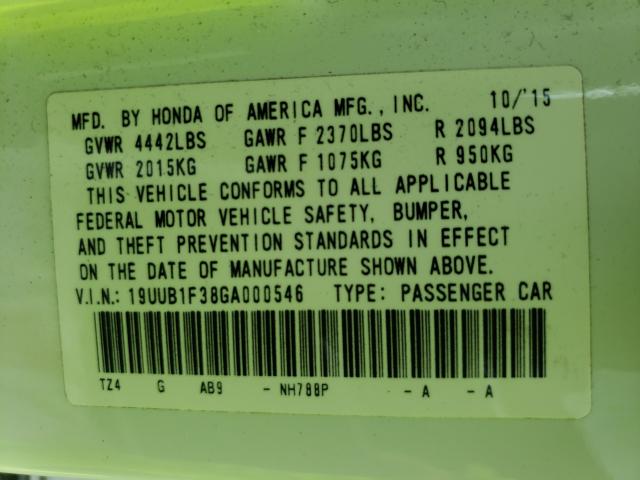 MFD. BY HONDA OF AMERICA MFG., INC. 10/'15
GVWR 4442LBS GAWR F 2370LBS R 2094LBS
GVWR 2015KG GAWR F 1075KG R 950KG
THIS VEHICLE CONFORMS TO ALL APPLICABLE
FEDERAL MOTOR VEHICLE SAFETY, BUMPER,
AND THEFT PREVENTION STANDARDS IN EFFECT
ON THE DATE OF MANUFACTURE SHOWN ABOVE.
V.I.N.: 19UUB1F38GA000546 TYPE: PASSENGER CAR
TZ4 G AB9 - NH788P - A - A